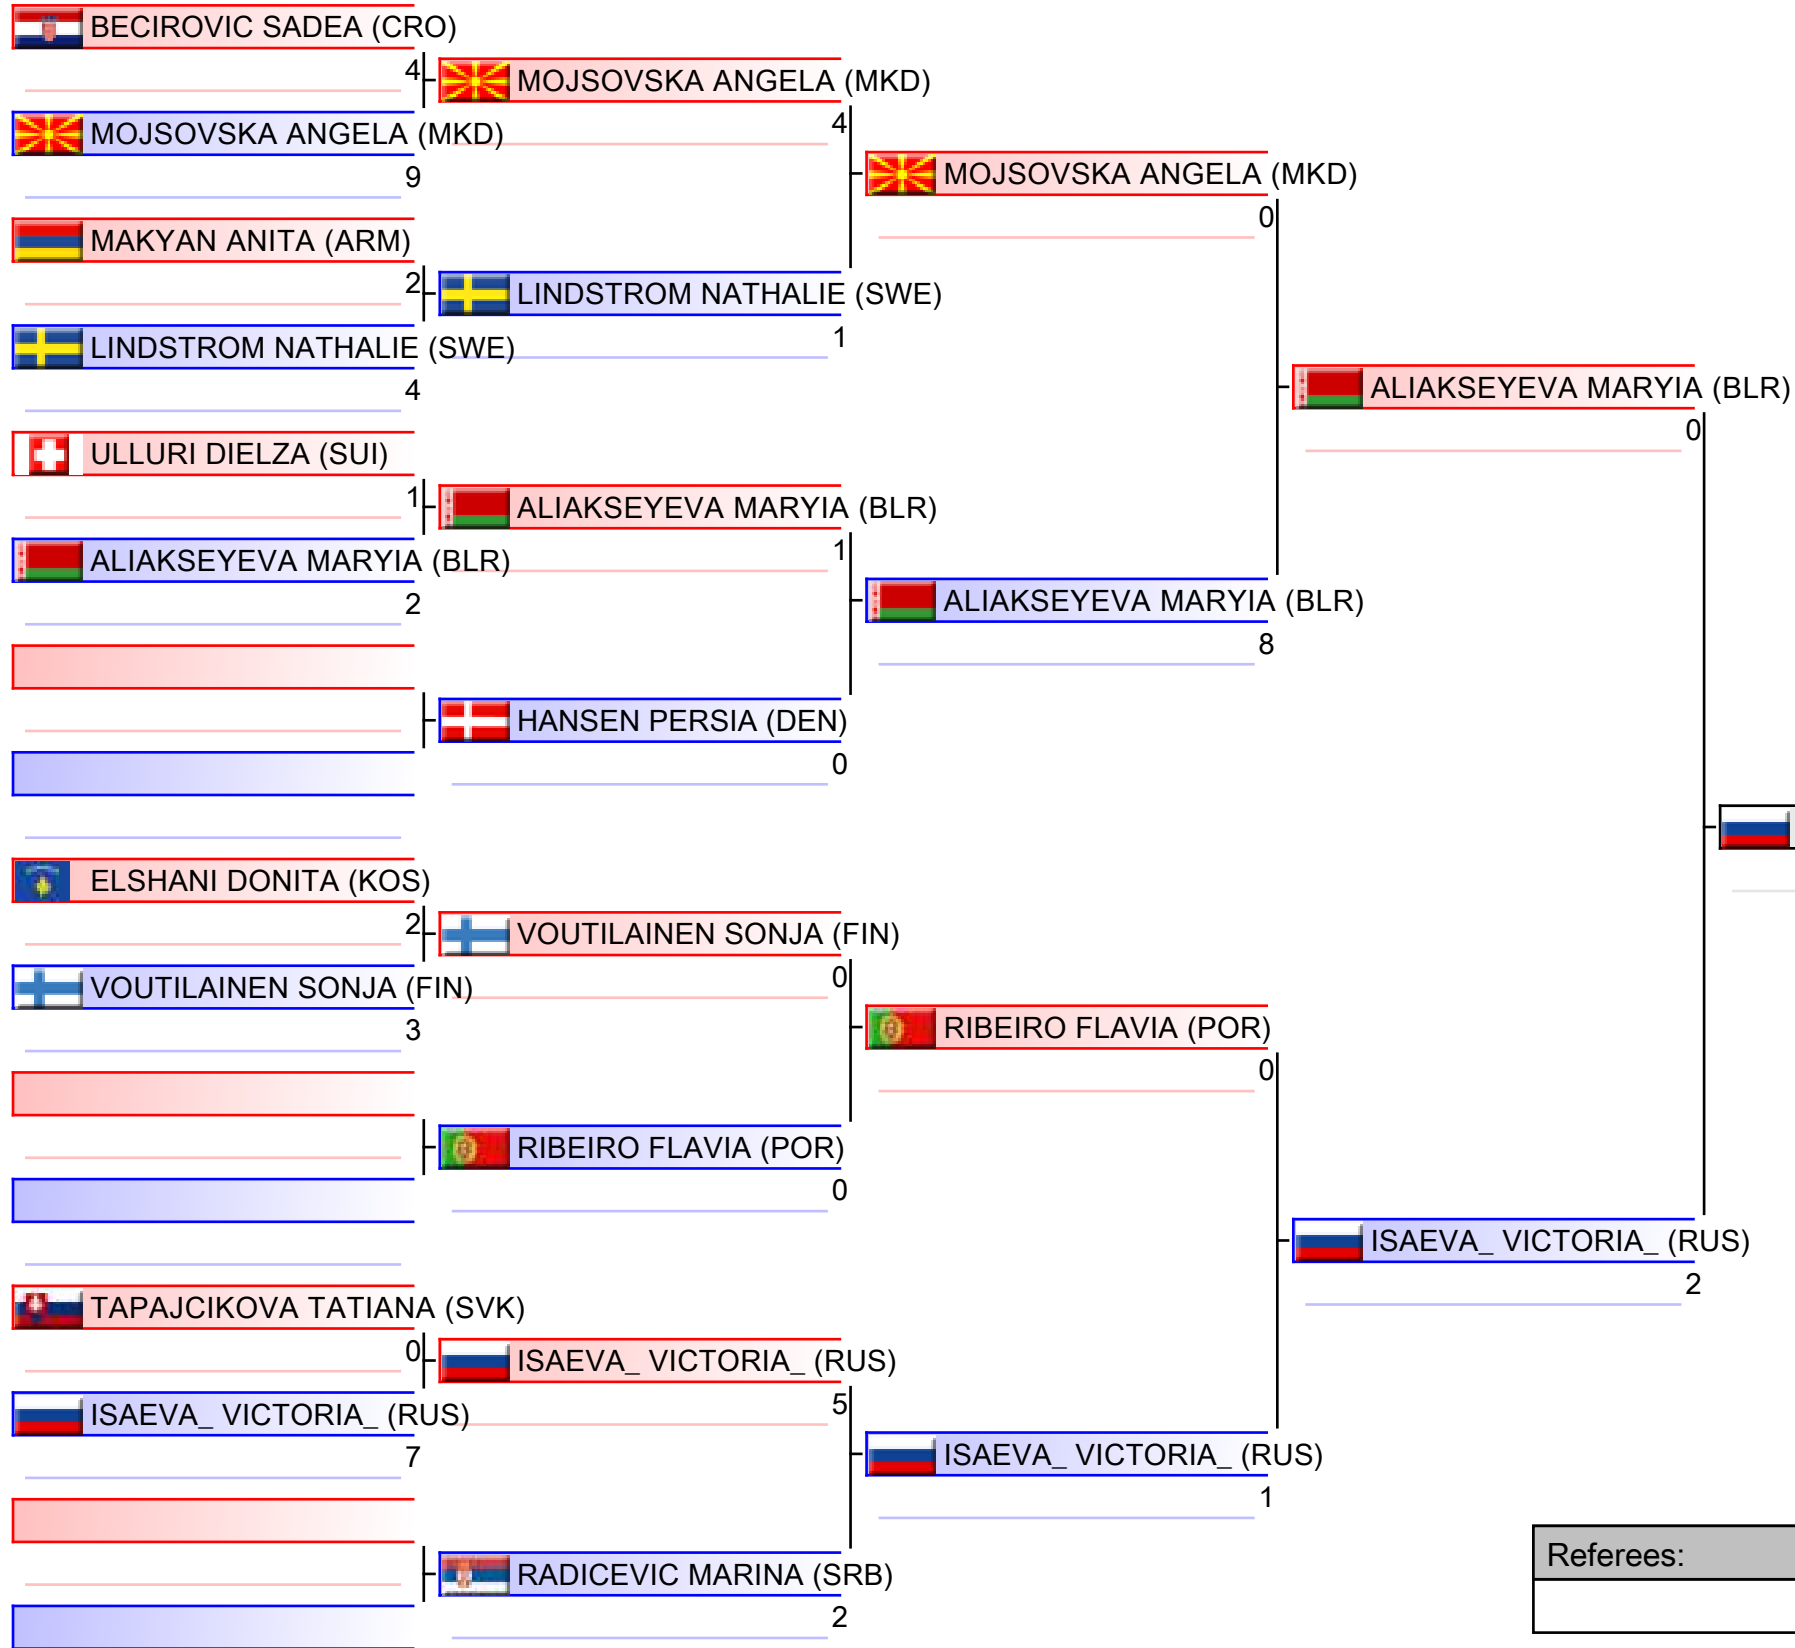 BECIROVIC SADEA (CRO)
4
MOJSOVSKA ANGELA (MKD)
9
MAKYAN ANITA (ARM)
2
LINDSTROM NATHALIE (SWE)
4
ULLURI DIELZA (SUI)
1
ALIAKSEYEVA MARYIA (BLR)
2
ELSHANI DONITA (KOS)
2
VOUTILAINEN SONJA (FIN)
3
TAPAJCIKOVA TATIANA (SVK)
0
ISAEVA_ VICTORIA_ (RUS)
7
MOJSOVSKA ANGELA (MKD)
4
LINDSTROM NATHALIE (SWE)
1
ALIAKSEYEVA MARYIA (BLR)
1
HANSEN PERSIA (DEN)
0
VOUTILAINEN SONJA (FIN)
0
RIBEIRO FLAVIA (POR)
0
ISAEVA_ VICTORIA_ (RUS)
5
RADICEVIC MARINA (SRB)
2
MOJSOVSKA ANGELA (MKD)
0
ALIAKSEYEVA MARYIA (BLR)
8
RIBEIRO FLAVIA (POR)
0
ISAEVA_ VICTORIA_ (RUS)
1
ALIAKSEYEVA MARYIA (BLR)
0
ISAEVA_ VICTORIA_ (RUS)
2
Referees: